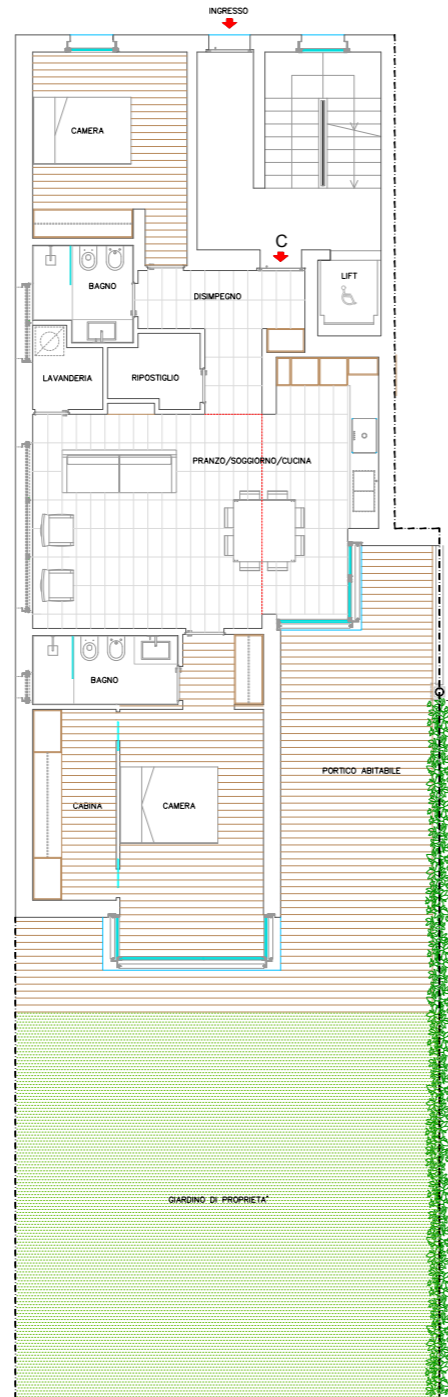 INGRESSO
CAMERA
C
LIFT
BAGNO
DISIMPEGNO
LAVANDERIA
RIPOSTIGLIO
PRANZO/SOGGIORNO/CUCINA
BAGNO
PORTICO ABITABILE
CABINA
CAMERA
GIARDINO DI PROPRIETA'